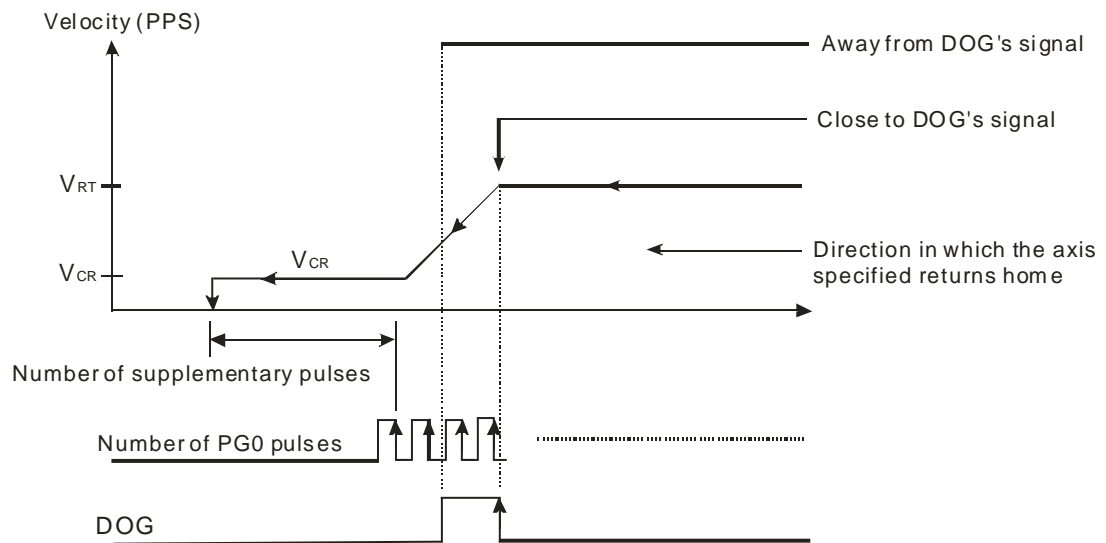 Velocity (PPS)
Away from DOG's signal
Close to DOG's signal
VRT
VCR
Direction in which the axis
VCR
specified returns home
Number of supplementary pulses
Number of PG0 pulses
DOG